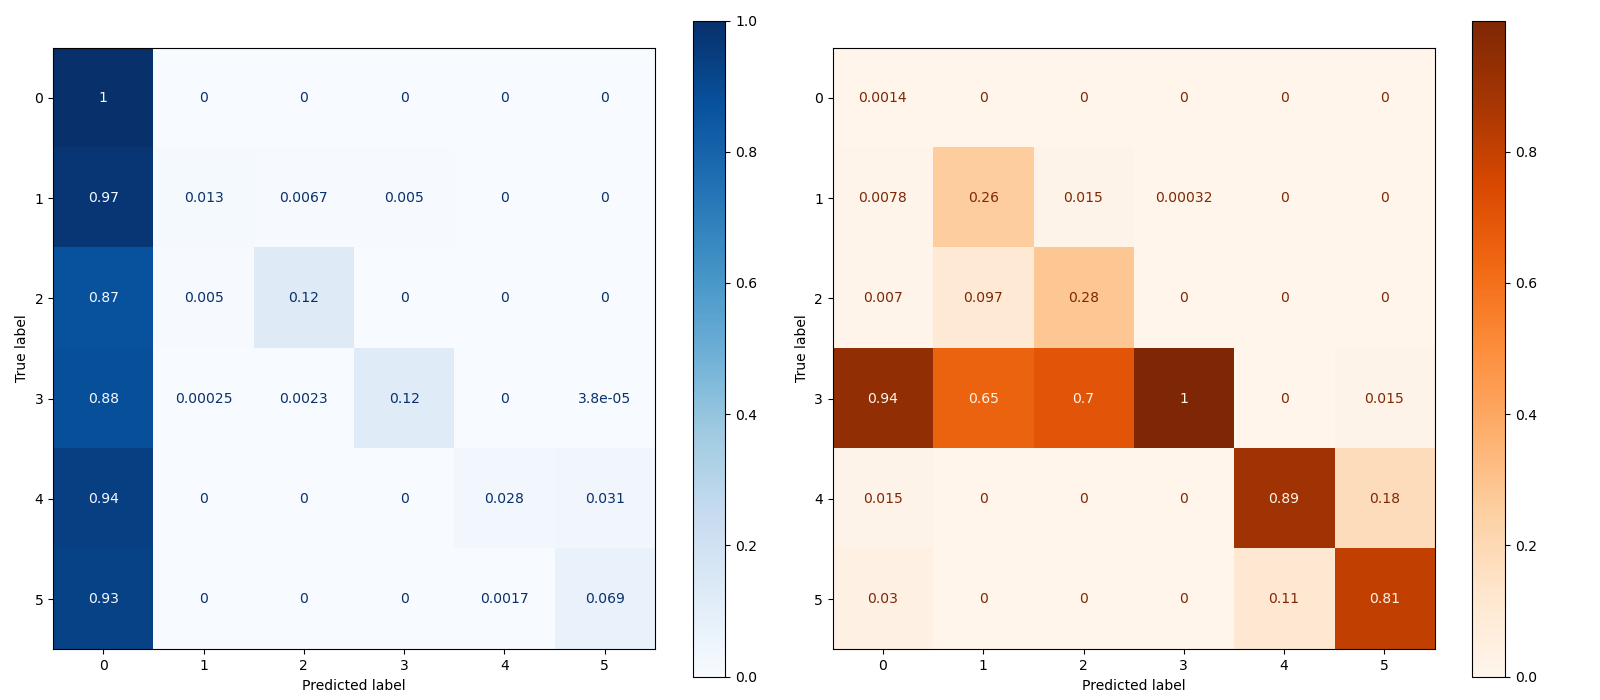 1.0
0 1 0 0 0 0 0
1 0.97 0.013 0.0067 0.005 0 0
2 0.87 0.005 0.12 0 0 0
3 0.88 0.00025 0.0023 0.12 0 3.8e-05
4 0.94 0 0 0 0.028 0.031
5 0.93 0 0 0 0.0017 0.069
0 1 2 3 4 5
True label
Predicted label
0.8
0.6
0.4
0.2
0.0
0 0.0014 0 0 0 0 0
1 0.0078 0.26 0.015 0.00032 0 0
2 0.007 0.097 0.28 0 0 0
3 0.94 0.65 0.7 1 0 0.015
4 0.015 0 0 0 0.89 0.18
5 0.03 0 0 0 0.11 0.81
0 1 2 3 4 5
True label
Predicted label
0.8
0.6
0.4
0.2
0.0